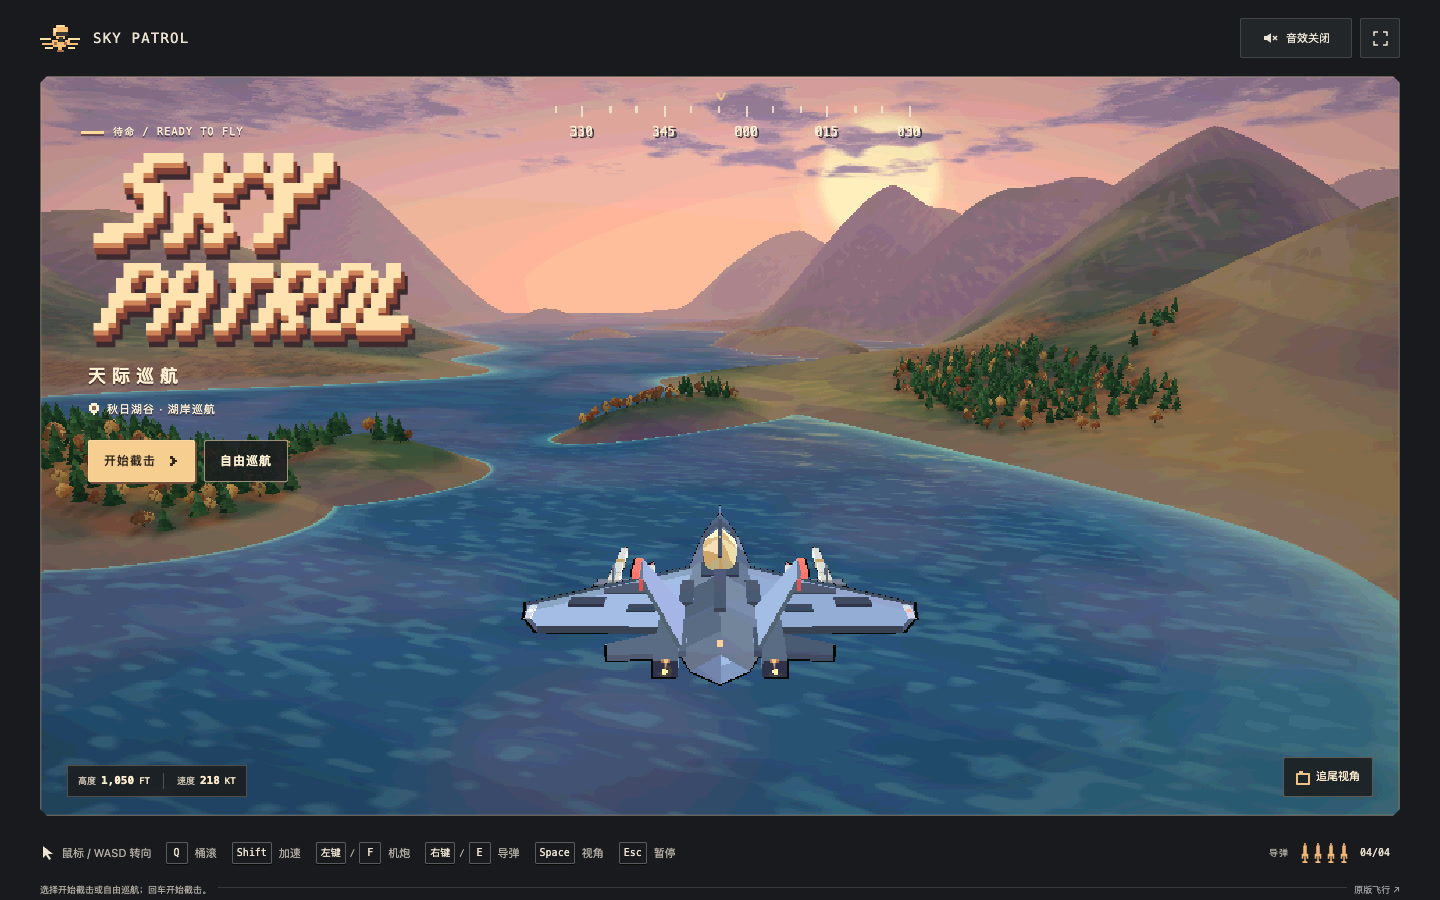 SKY PATROL
音效关闭
330 345 000 015 030
待命 / READY TO FLY
SKY
PATROL
天际巡航
秋日湖谷 · 湖岸巡航
开始截击
自由巡航
高度 1,050 FT 速度 218 KT
追尾视角
鼠标 / WASD 转向 Q 桶滚 Shift 加速 左键 / F 机炮 右键 / E 导弹 Space 视角 Esc 暂停
导弹 04/04
选择开始截击或自由巡航；回车开始截击。
原版飞行 ↗